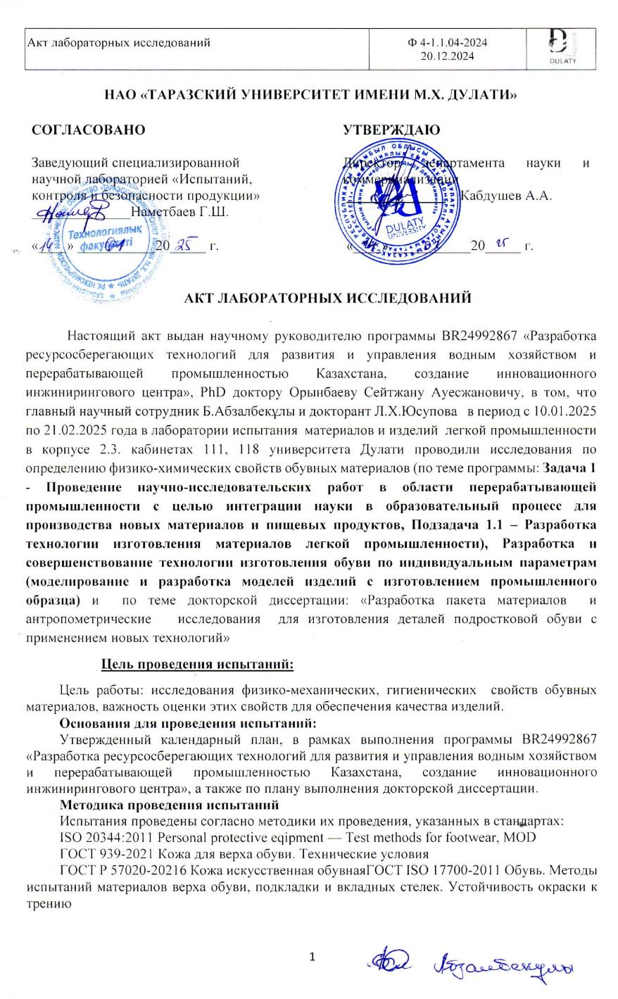 Акт лабораторных исследований
Ф 4-1.1.04-2024
20.12.2024
DULATY
НАО «ТАРАЗСКИЙ УНИВЕРСИТЕТ ИМЕНИ М.Х. ДУЛАТИ»
СОГЛАСОВАНО
Заведующий специализированной
научной лабораторией «Испытаний,
контроля и безопасности продукции»
Наметбаев Г.Ш.
«14» 01 2025 г.
Технологиялық
факультеті
УТВЕРЖДАЮ
Директор департамента науки и
коммерциализации
Кабдушев А.А.
« » 2025 г.
DULATY
UNIVERSITY
АКТ ЛАБОРАТОРНЫХ ИССЛЕДОВАНИЙ
Настоящий акт выдан научному руководителю программы BR24992867 «Разработка
ресурсосберегающих технологий для развития и управления водным хозяйством и
перерабатывающей промышленностью Казахстана, создание инновационного
инжинирингового центра», PhD доктору Орынбаеву Сейтжану Ауесжановичу, в том, что
главный научный сотрудник Б.Абзалбекұлы и докторант Л.Х.Юсупова в период с 10.01.2025
по 21.02.2025 года в лаборатории испытания материалов и изделий легкой промышленности
в корпусе 2.3. кабинетах 111, 118 университета Дулати проводили исследования по
определению физико-химических свойств обувных материалов (по теме программы: Задача 1
- Проведение научно-исследовательских работ в области перерабатывающей
промышленности с целью интеграции науки в образовательный процесс для
производства новых материалов и пищевых продуктов, Подзадача 1.1 – Разработка
технологии изготовления материалов легкой промышленности), Разработка и
совершенствование технологии изготовления обуви по индивидуальным параметрам
(моделирование и разработка моделей изделий с изготовлением промышленного
образца) и по теме докторской диссертации: «Разработка пакета материалов и
антропометрические исследования для изготовления деталей подростковой обуви с
применением новых технологий»
Цель проведения испытаний:
Цель работы: исследования физико-механических, гигиенических свойств обувных
материалов, важность оценки этих свойств для обеспечения качества изделий.
Основания для проведения испытаний:
Утвержденный календарный план, в рамках выполнения программы BR24992867
«Разработка ресурсосберегающих технологий для развития и управления водным хозяйством
и перерабатывающей промышленностью Казахстана, создание инновационного
инжинирингового центра», а также по плану выполнения докторской диссертации.
Методика проведения испытаний
Испытания проведены согласно методики их проведения, указанных в стандартах:
ISO 20344:2011 Personal protective eqipment — Test methods for footwear, MOD
ГОСТ 939-2021 Кожа для верха обуви. Технические условия
ГОСТ Р 57020-20216 Кожа искусственная обувнаяГОСТ ISO 17700-2011 Обувь. Методы
испытаний материалов верха обуви, подкладки и вкладных стелек. Устойчивость окраски к
трению
1
Абзалбекұлы